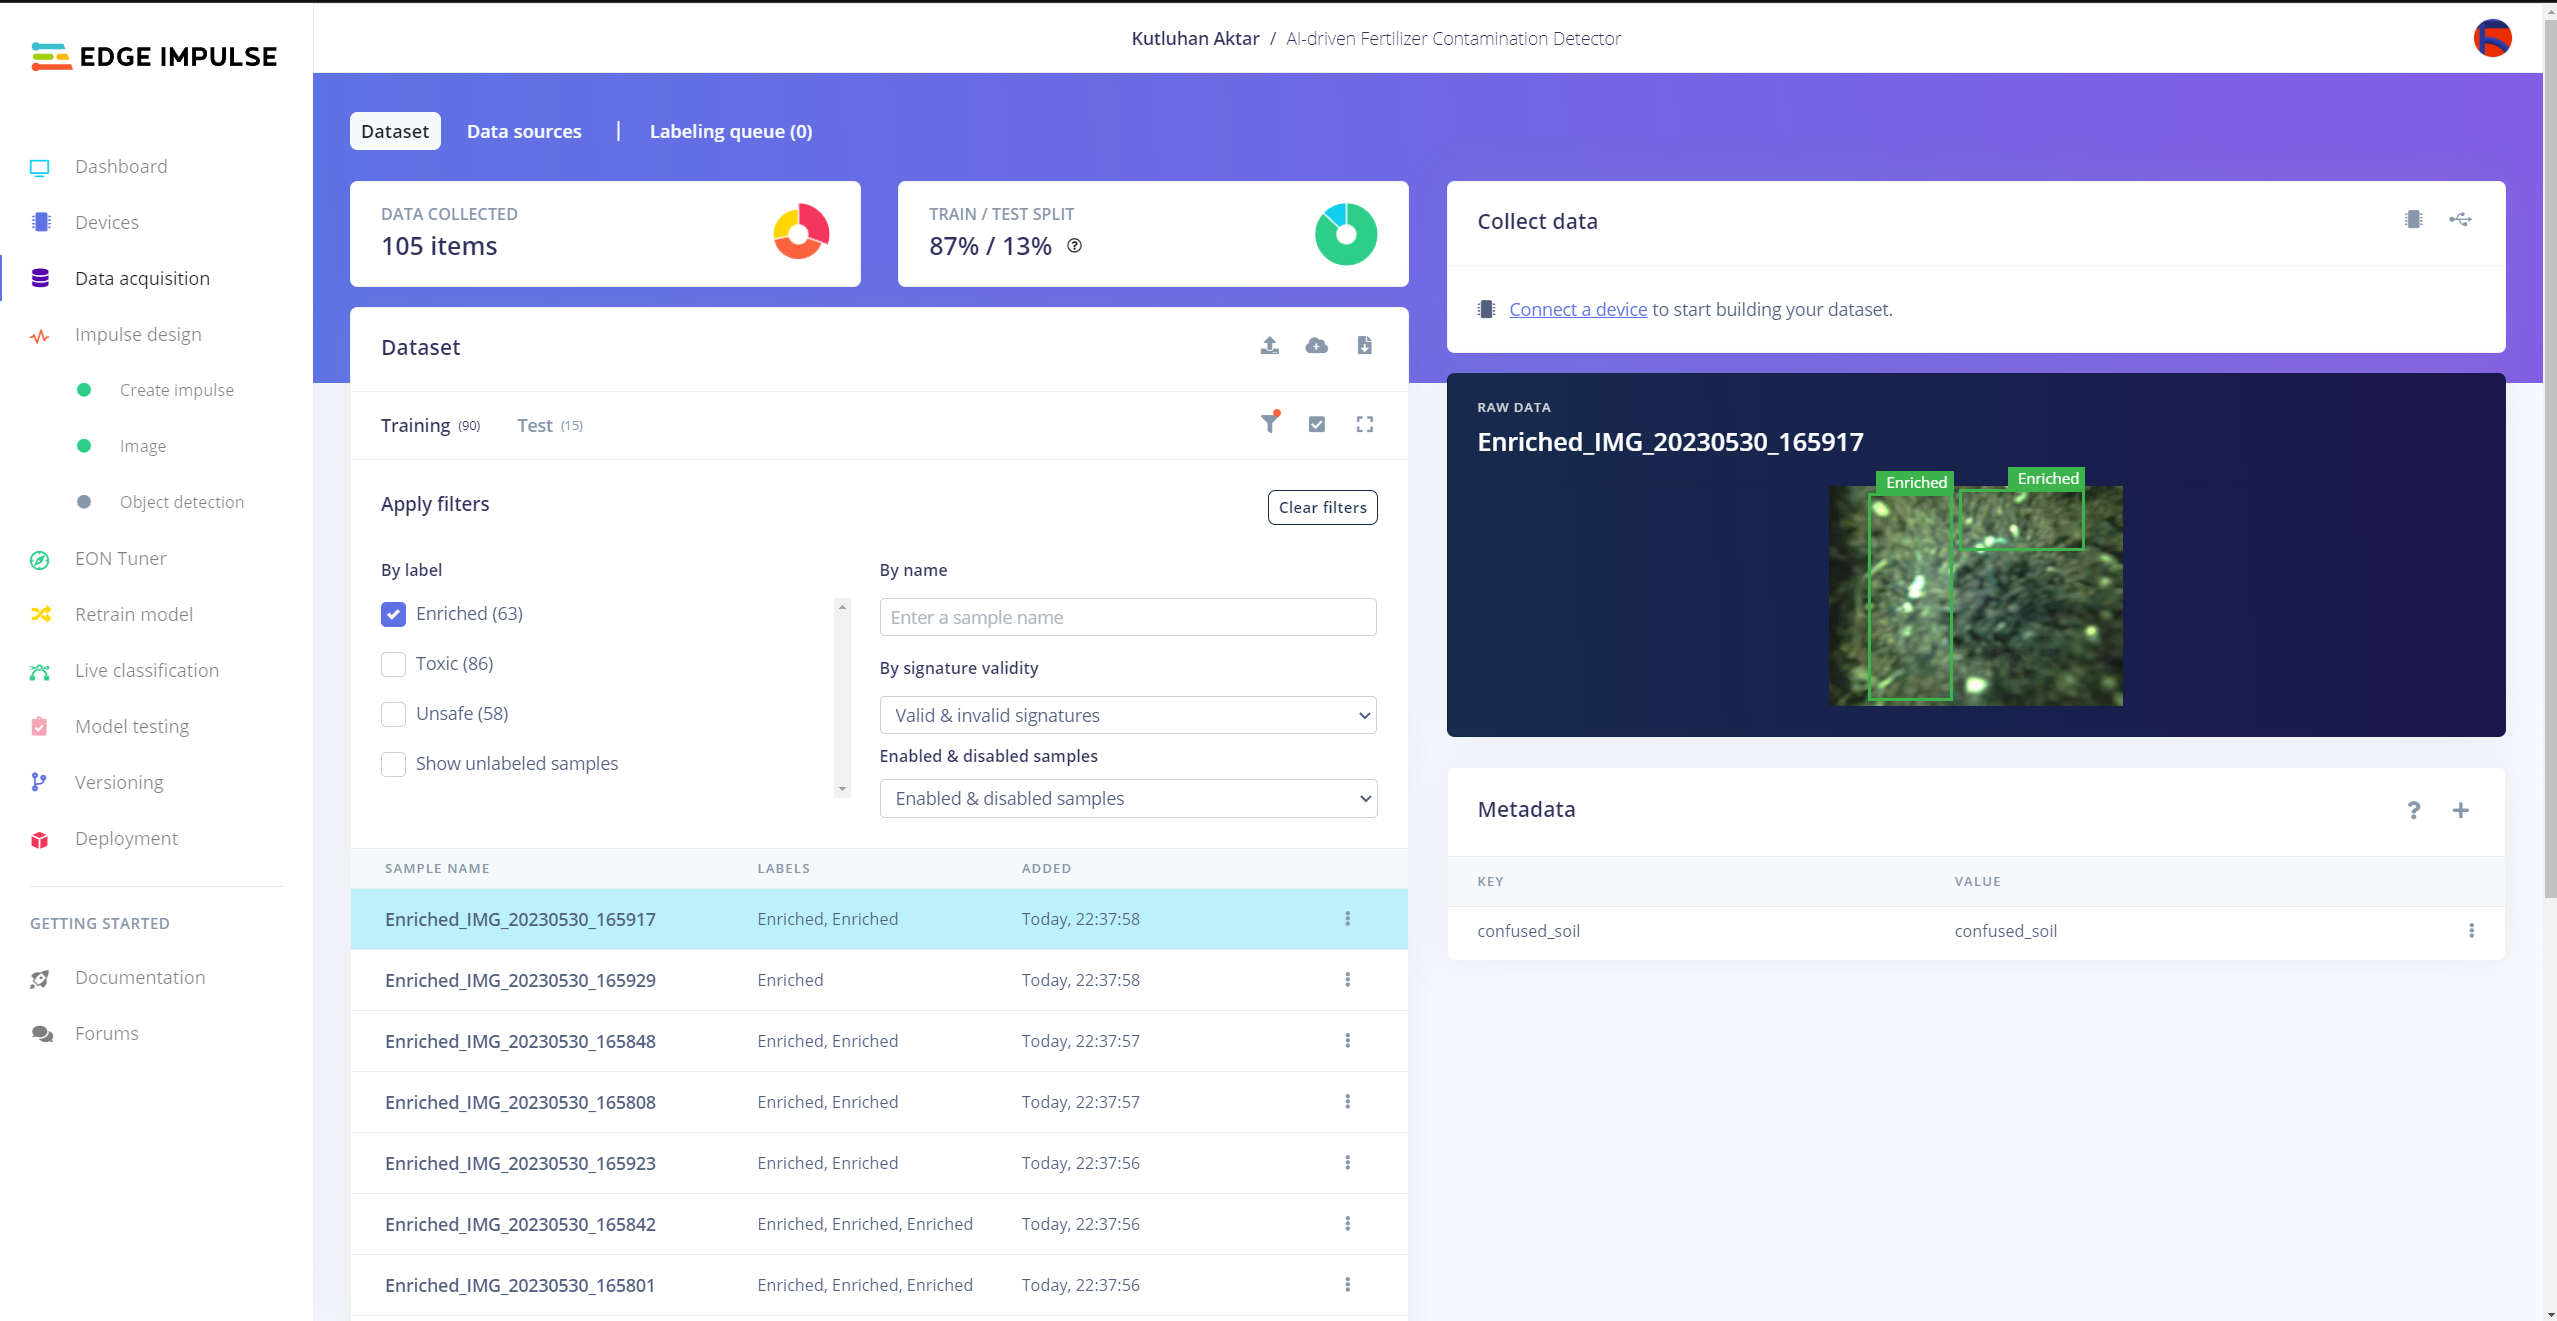 EDGE IMPULSE
Kutluhan Aktar / AI-driven Fertilizer Contamination Detector
Dashboard
Devices
Data acquisition
Impulse design
Create impulse
Image
Object detection
EON Tuner
Retrain model
Live classification
Model testing
Versioning
Deployment
GETTING STARTED
Documentation
Forums
Dataset Data sources | Labeling queue (0)
DATA COLLECTED
105 items
TRAIN / TEST SPLIT
87% / 13%
Dataset
Training (90) Test (15)
Apply filters
Clear filters
By label
Enriched (63)
Toxic (86)
Unsafe (58)
Show unlabeled samples
By name
Enter a sample name
By signature validity
Valid & invalid signatures
Enabled & disabled samples
Enabled & disabled samples
SAMPLE NAME LABELS ADDED
Enriched_IMG_20230530_165917 Enriched, Enriched Today, 22:37:58
Enriched_IMG_20230530_165929 Enriched Today, 22:37:58
Enriched_IMG_20230530_165848 Enriched, Enriched Today, 22:37:57
Enriched_IMG_20230530_165808 Enriched, Enriched Today, 22:37:57
Enriched_IMG_20230530_165923 Enriched, Enriched Today, 22:37:56
Enriched_IMG_20230530_165842 Enriched, Enriched, Enriched Today, 22:37:56
Enriched_IMG_20230530_165801 Enriched, Enriched, Enriched Today, 22:37:56
Collect data
Connect a device to start building your dataset.
RAW DATA
Enriched_IMG_20230530_165917
Enriched
Enriched
Metadata
KEY VALUE
confused_soil confused_soil